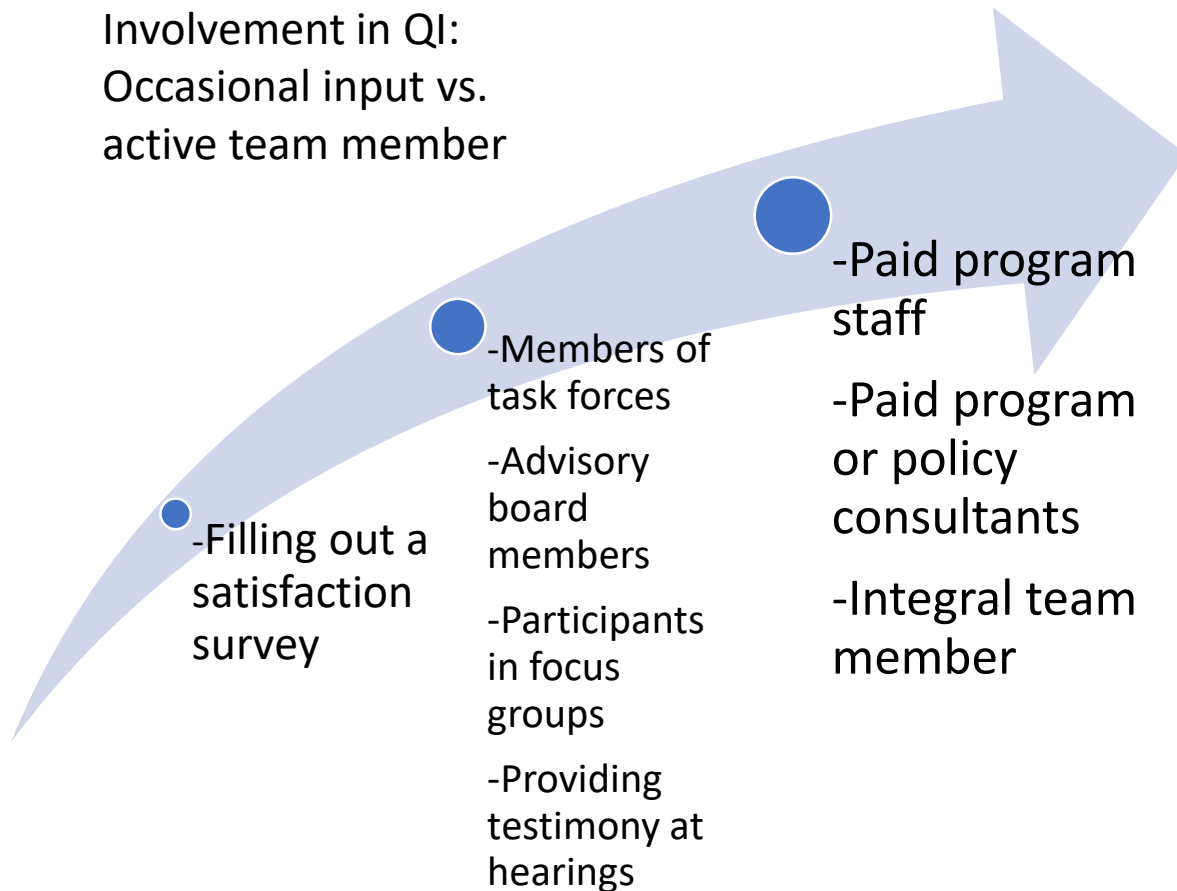 Involvement in QI:
Occasional input vs.
active team member
-Filling out a
satisfaction
survey
-Members of
task forces
-Advisory
board
members
-Participants
in focus
groups
-Providing
testimony at
hearings
-Paid program
staff
-Paid program
or policy
consultants
-Integral team
member